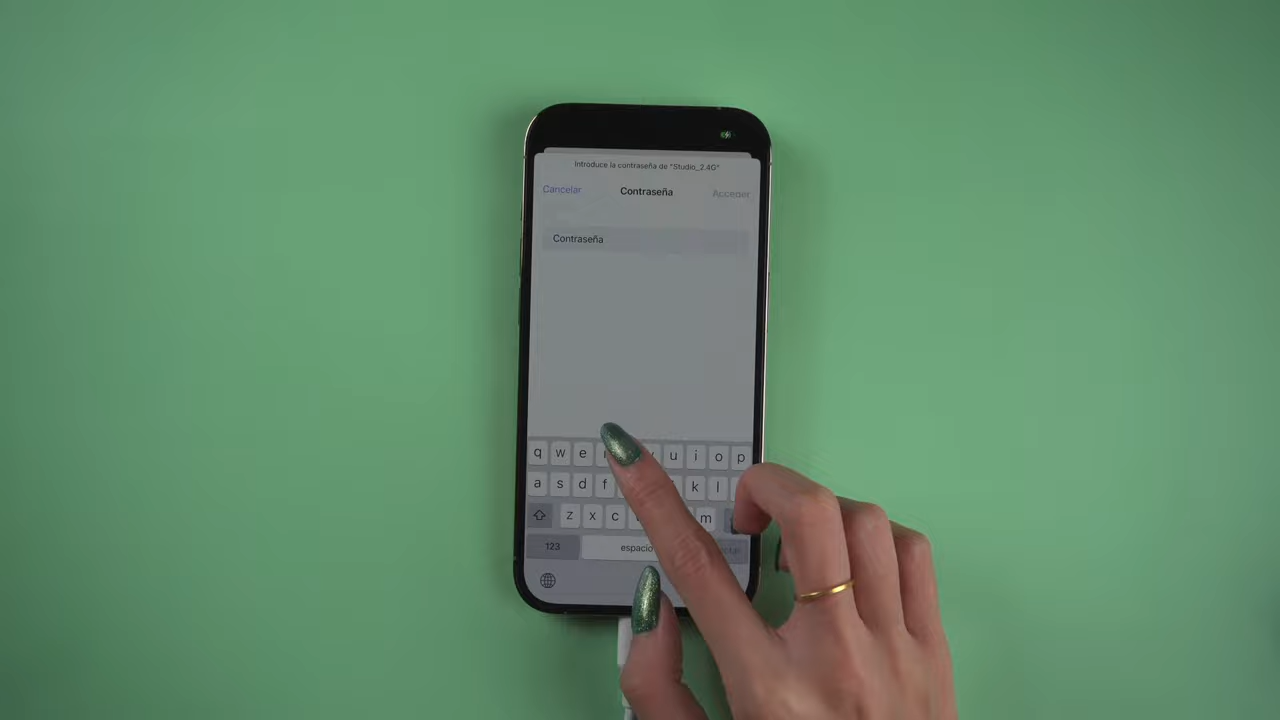 Introduce la contraseña de "Studio_2.4G"
Cancelar Contraseña Acceder
Contraseña
q w e u i o p
a s d f k l
z x c m
123 espacio